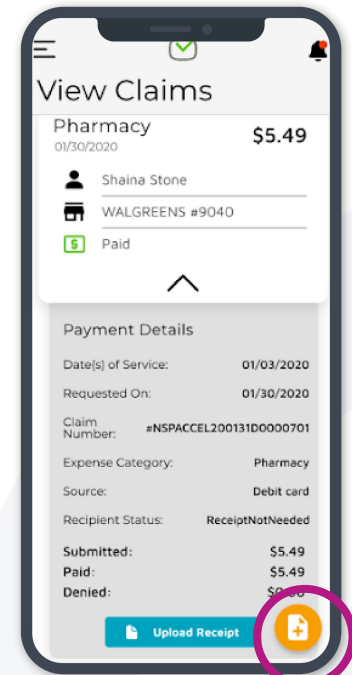 View Claims
Pharmacy $5.49
01/30/2020
Shaina Stone
WALGREENS #9040
$ Paid
Payment Details
Date(s) of Service: 01/03/2020
Requested On: 01/30/2020
Claim Number: #NSPACCEL200131D0000701
Expense Category: Pharmacy
Source: Debit card
Recipient Status: ReceiptNotNeeded
Submitted: $5.49
Paid: $5.49
Denied:
Upload Receipt